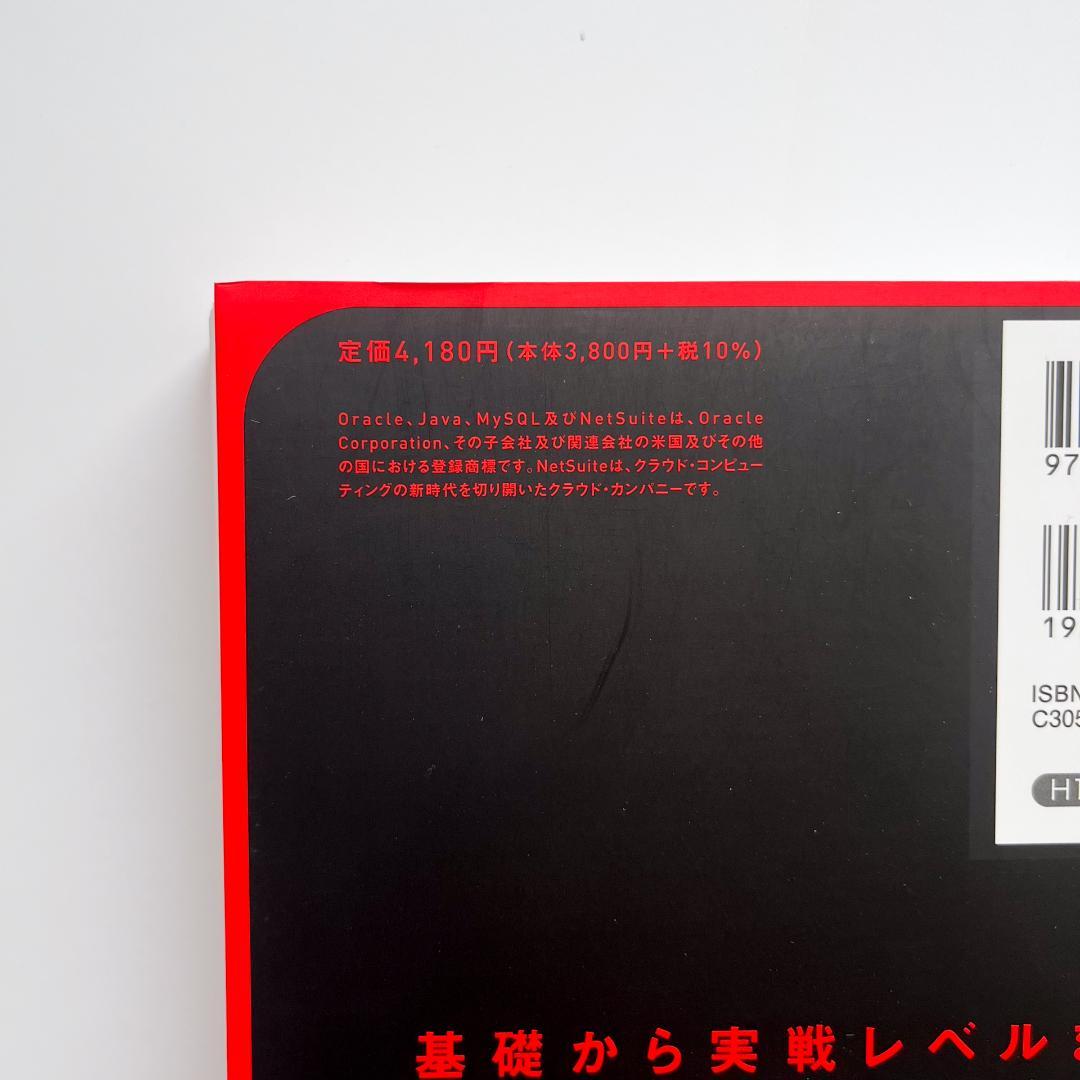 定価4,180円(本体3,800円+税10%)
Oracle、Java、MySQL及びNetSuiteは、Oracle
Corporation、その子会社及び関連会社の米国及びその他
の国における登録商標です。NetSuiteは、クラウド・コンピュー
ティングの新時代を切り開いたクラウド・カンパニーです。
97
19
ISBN
C305
H1
基礎から実戦レベル